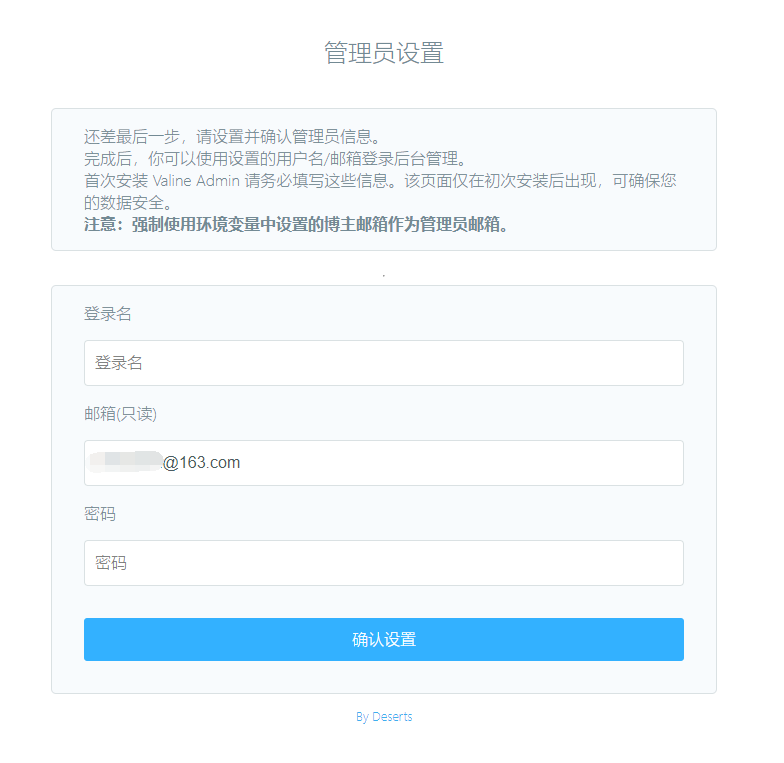 管理员设置
还差最后一步，请设置并确认管理员信息。
完成后，你可以使用设置的用户名/邮箱登录后台管理。
首次安装 Valine Admin 请务必填写这些信息。该页面仅在初次安装后出现，可确保您
的数据安全。
注意：强制使用环境变量中设置的博主邮箱作为管理员邮箱。
.
登录名
登录名
邮箱(只读)
@163.com
密码
密码
确认设置
By Deserts